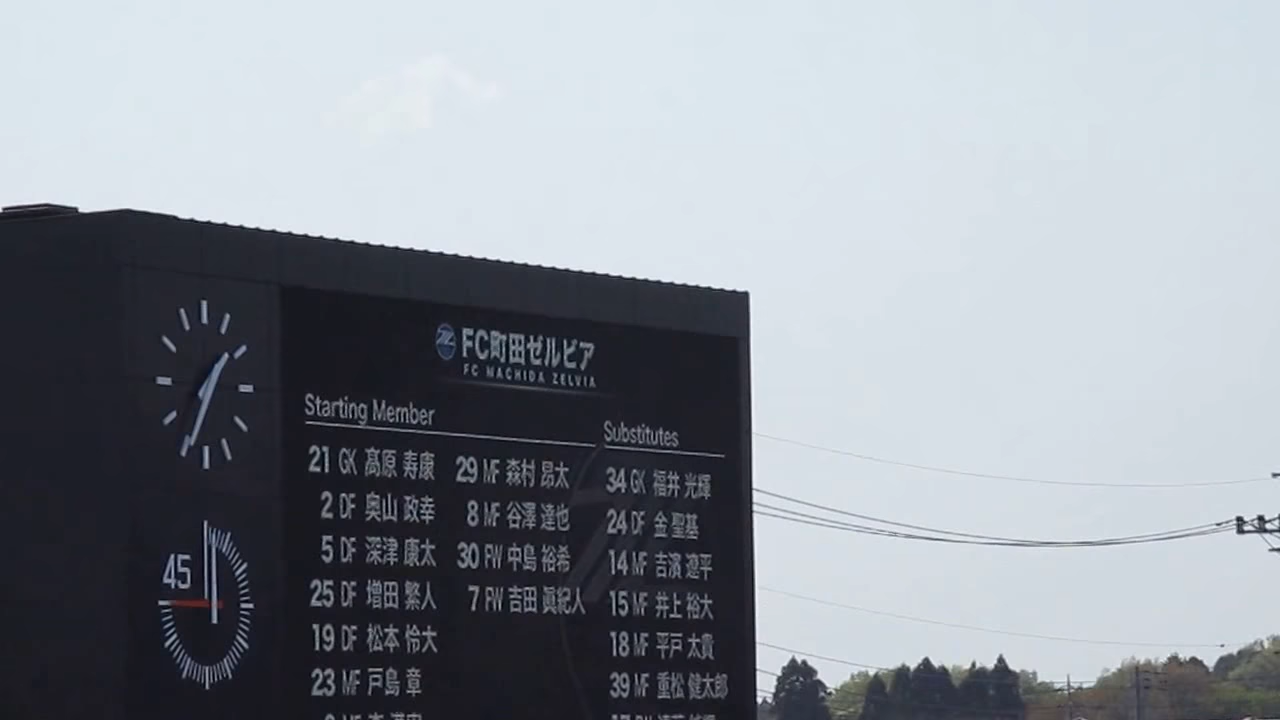 FC町田ゼルビア
FC MACHIDA ZELVIA
Starting Member
21 GK 髙原 寿康
2 DF 奥山 政幸
5 DF 深津 康太
25 DF 増田 繁人
19 DF 松本 怜大
23 MF 戸島 章
29 MF 森村 昂太
8 MF 谷澤 達也
30 FW 中島 裕希
7 FW 吉田 眞紀人
Substitutes
34 GK 福井 光輝
24 DF 金 聖基
14 MF 吉濱 遼平
15 MF 井上 裕大
18 MF 平戸 太貴
39 MF 重松 健太郎
45